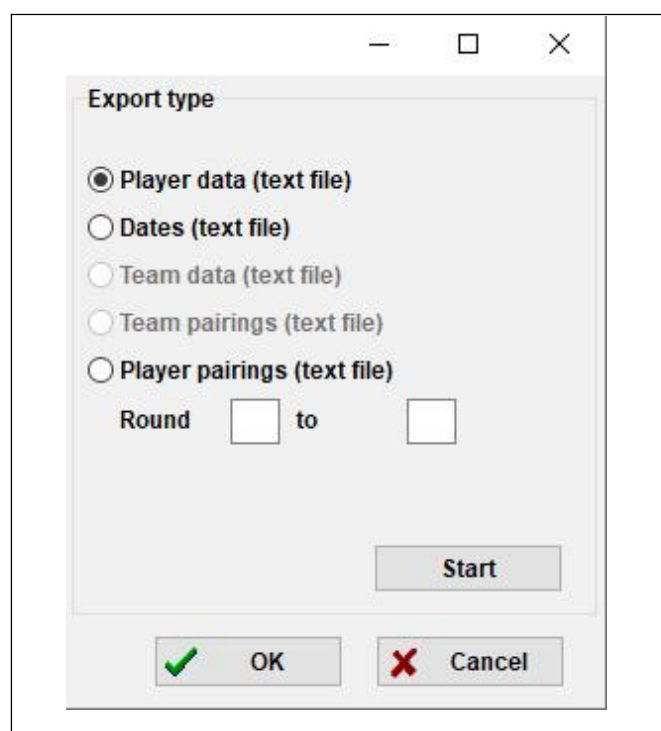 Export type
Player data (text file)
Dates (text file)
Team data (text file)
Team pairings (text file)
Player pairings (text file)
Round to
Start
OK Cancel